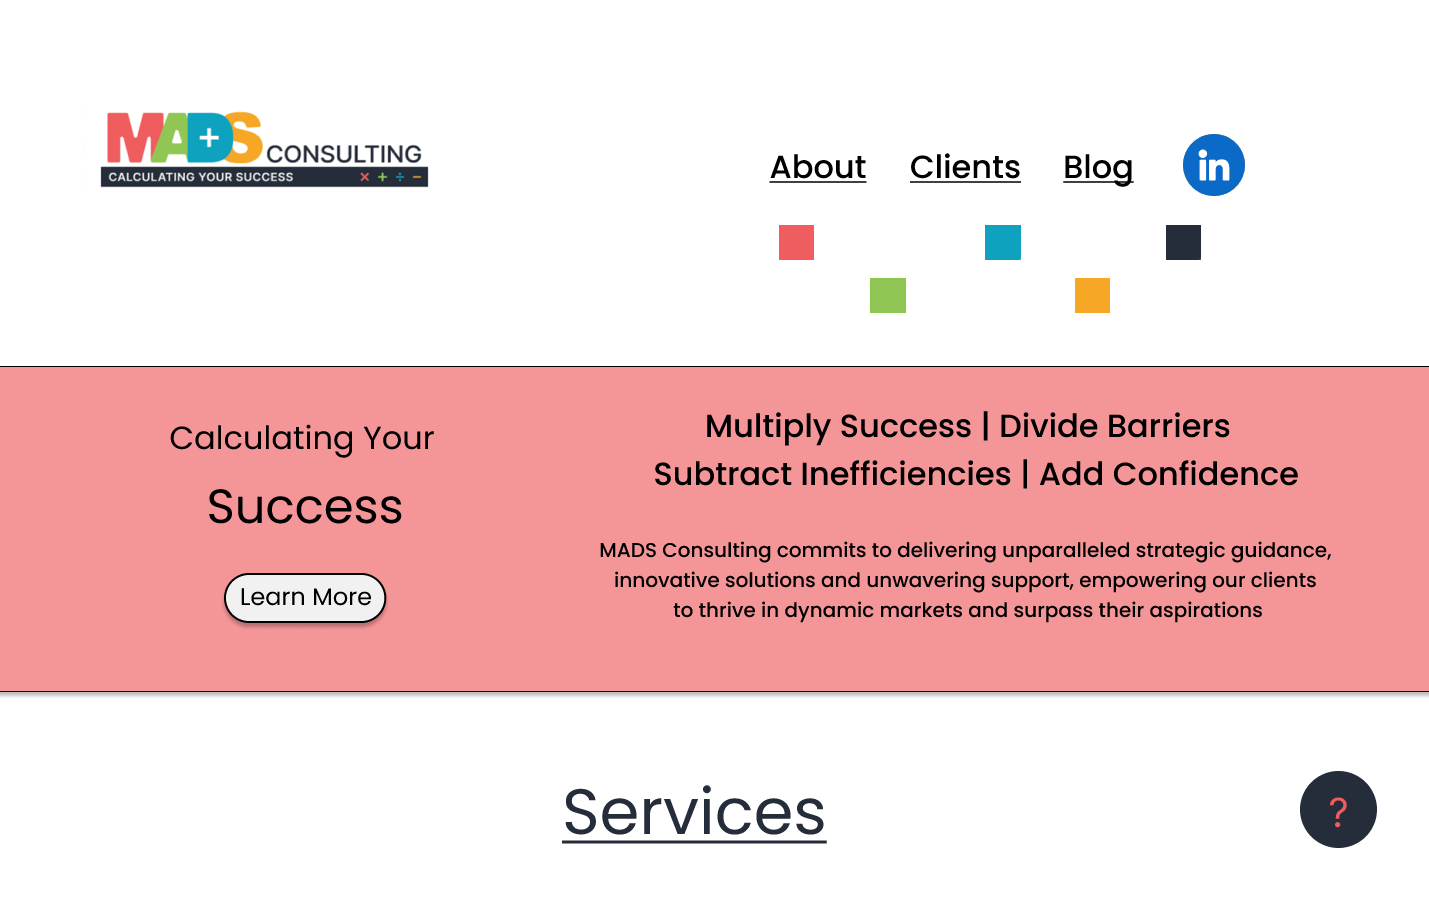 MADS CONSULTING
CALCULATING YOUR SUCCESS × + ÷ −
About Clients Blog in
Calculating Your
Success
Learn More
Multiply Success | Divide Barriers
Subtract Inefficiencies | Add Confidence
MADS Consulting commits to delivering unparalleled strategic guidance,
innovative solutions and unwavering support, empowering our clients
to thrive in dynamic markets and surpass their aspirations
Services
?